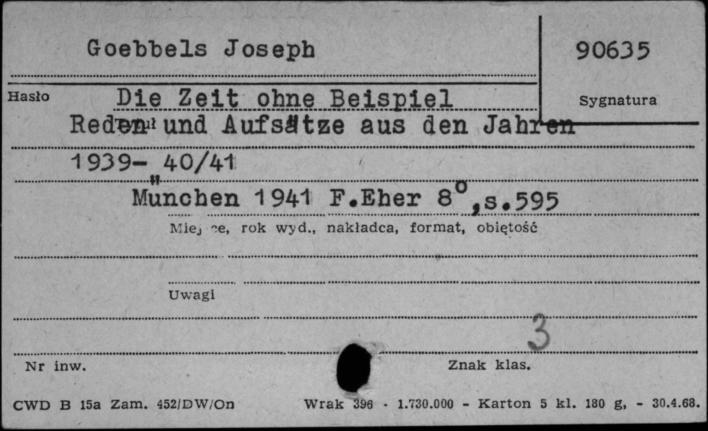 Goebbels Joseph
90635
Hasło
Die Zeit ohne Beispiel
Sygnatura
Reden und Aufsätze aus den Jahren
1939- 40/41
München 1941 F.Eher 8°,s.595
Miejsce, rok wyd., nakładca, format, objętość
Uwagi
3
Nr inw.
Znak klas.
CWD B 15a Zam. 452/DW/On
Wrak 396 - 1.730.000 - Karton 5 kl. 180 g, - 30.4.68.